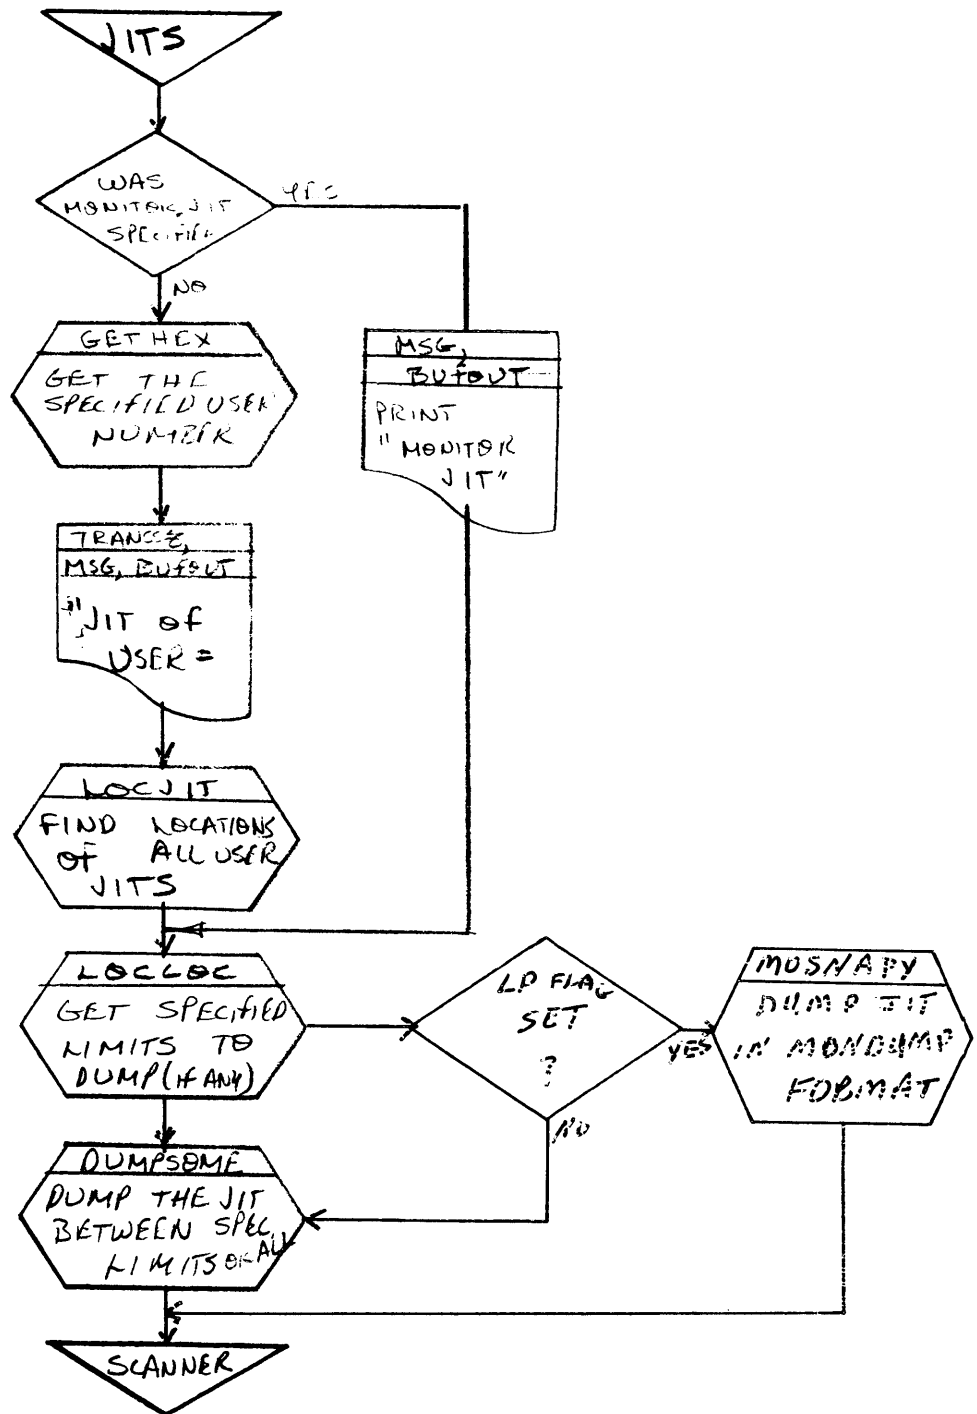 JITS
WAS
MONITOR JIT
SPECIFIED
YES
NO
GETHEX
GET THE
SPECIFIED USER
NUMBER
MSG,
BUFOUT
PRINT
"MONITOR
JIT"
MSG, BUFOUT
"JIT OF
USER =
LOCJIT
FIND LOCATIONS
OF ALL USER
JITS
LOCLOC
GET SPECIFIED
LIMITS TO
DUMP (IF ANY)
LP FLAG
SET
?
YES
NO
MOSNAPY
DUMP JIT
IN MONDUMP
FORMAT
DUMPSOME
DUMP THE JIT
BETWEEN SPEC
LIMITS OR ALL
SCANNER